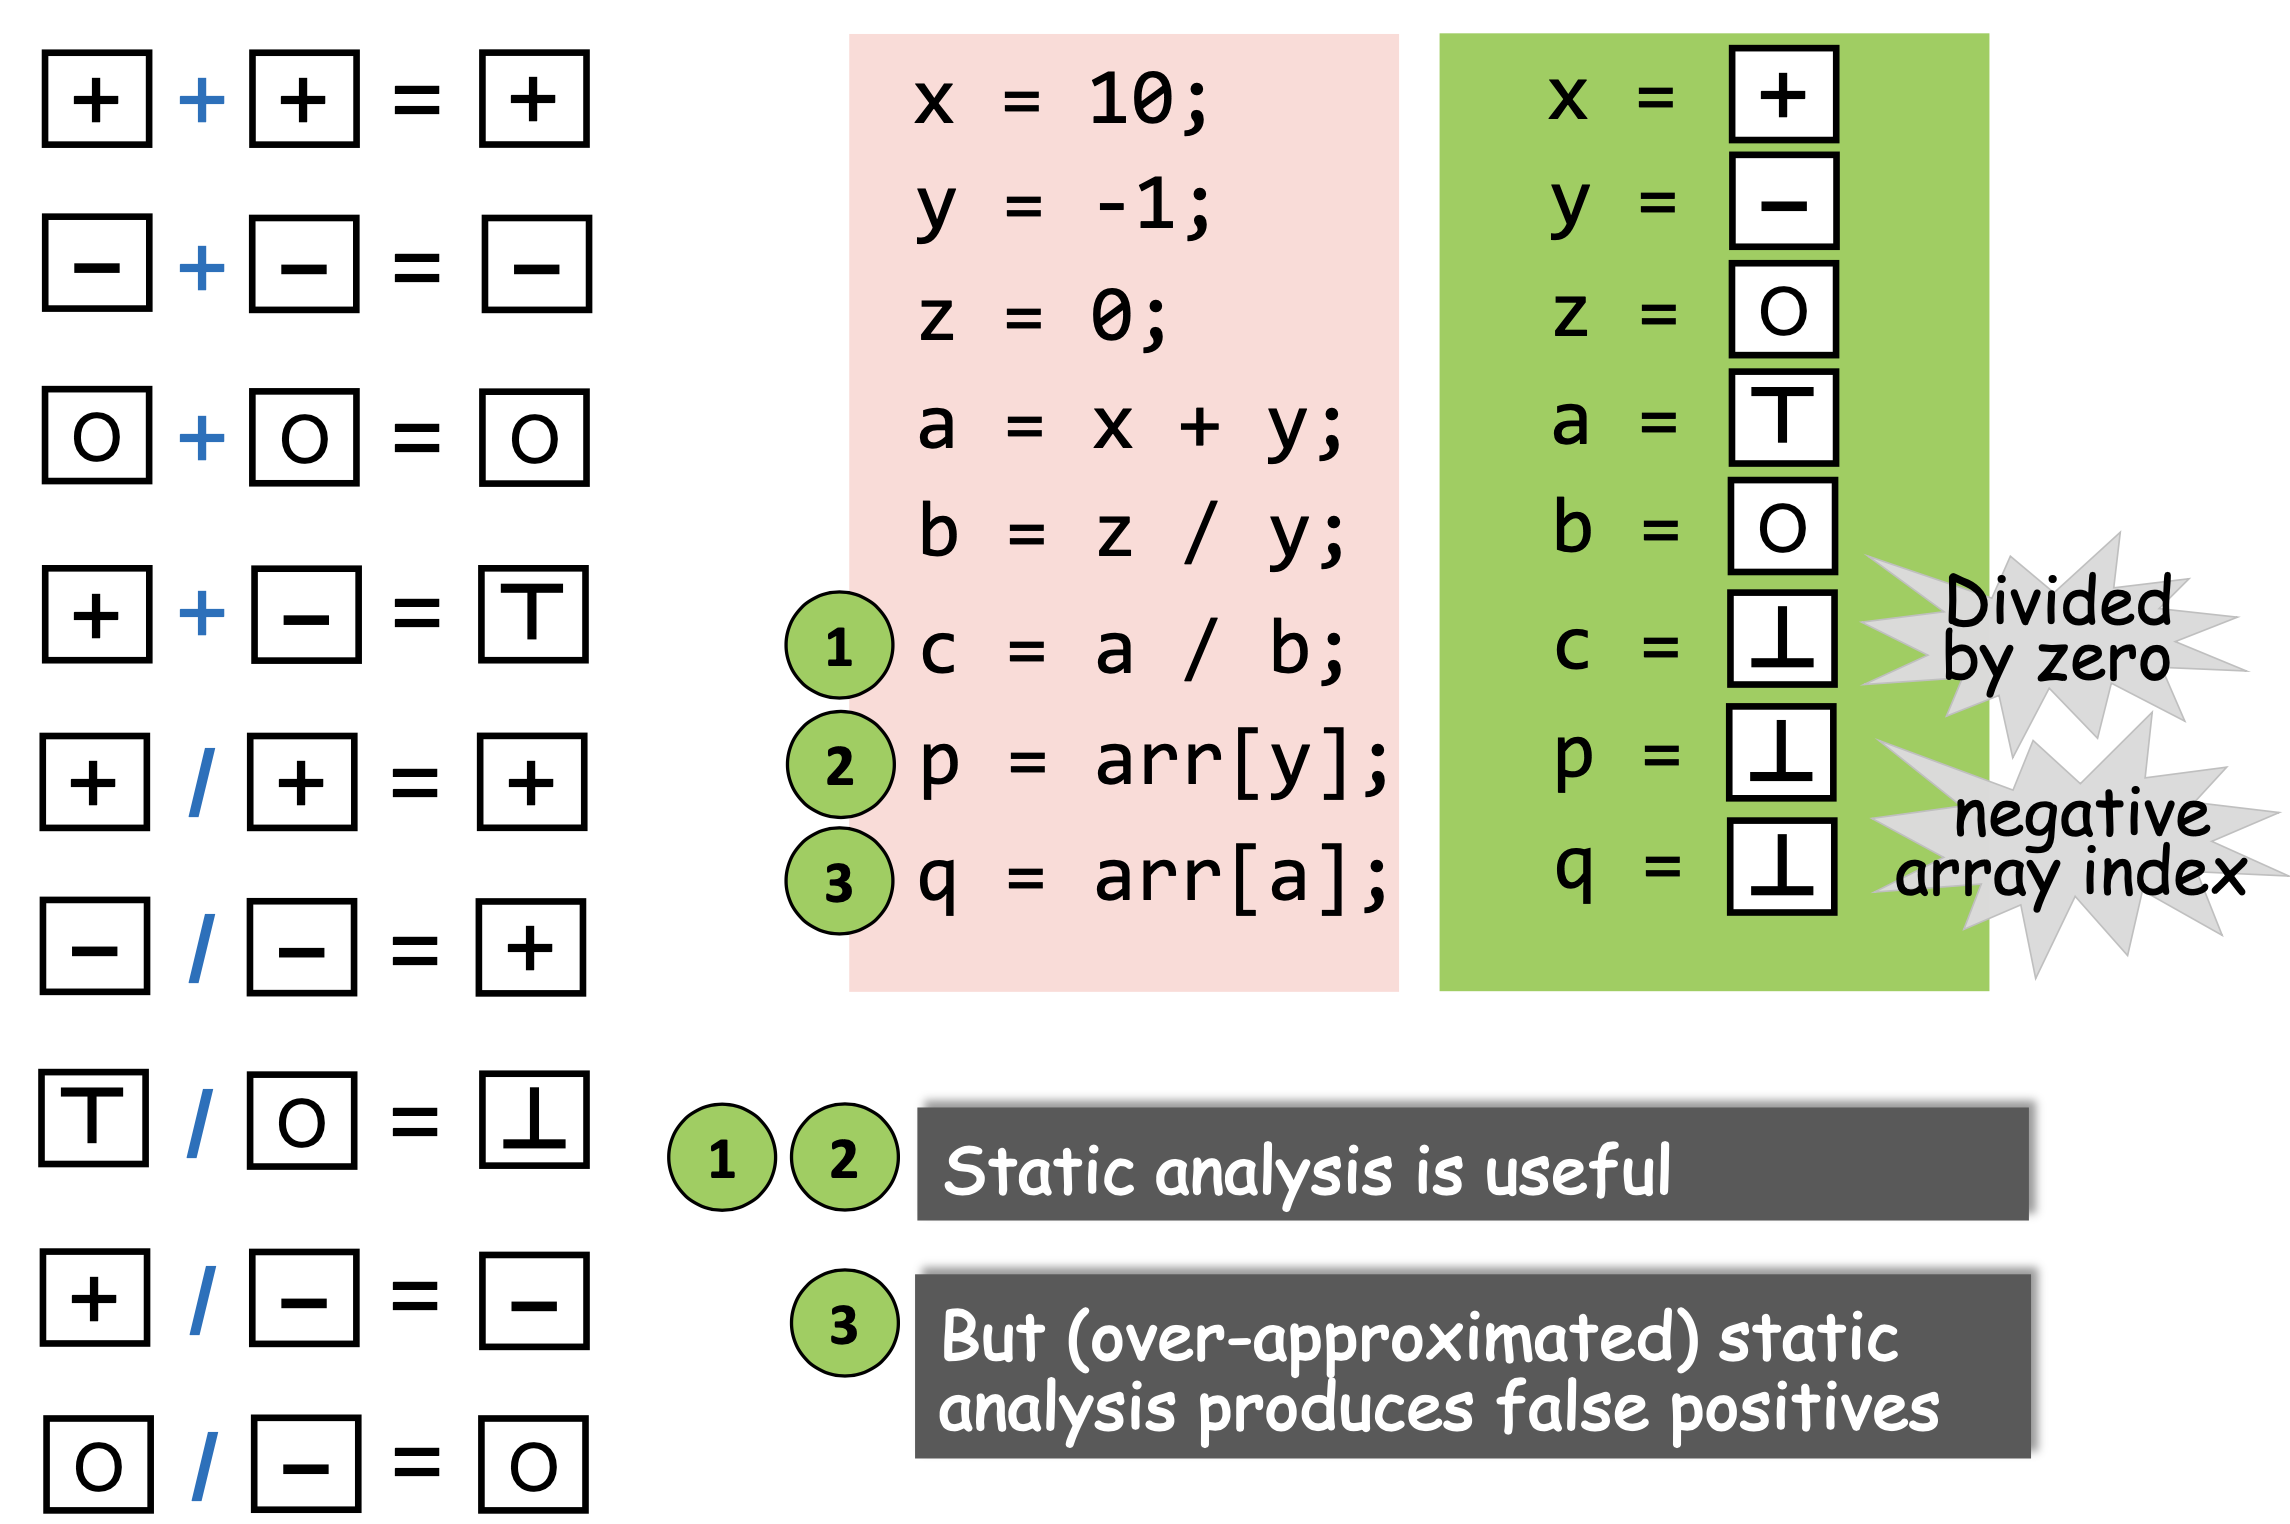 + + + = +
− + − = −
O + O = O
+ + − = ⊤
+ / + = +
− / − = +
⊤ / O = ⊥
+ / − = −
O / − = O
x = 10;
y = -1;
z = 0;
a = x + y;
b = z / y;
1 c = a / b;
2 p = arr[y];
3 q = arr[a];
x = +
y = −
z = O
a = ⊤
b = O
c = ⊥
p = ⊥
q = ⊥
Divided
by zero
negative
array index
1 2 Static analysis is useful
3 But (over-approximated) static
analysis produces false positives